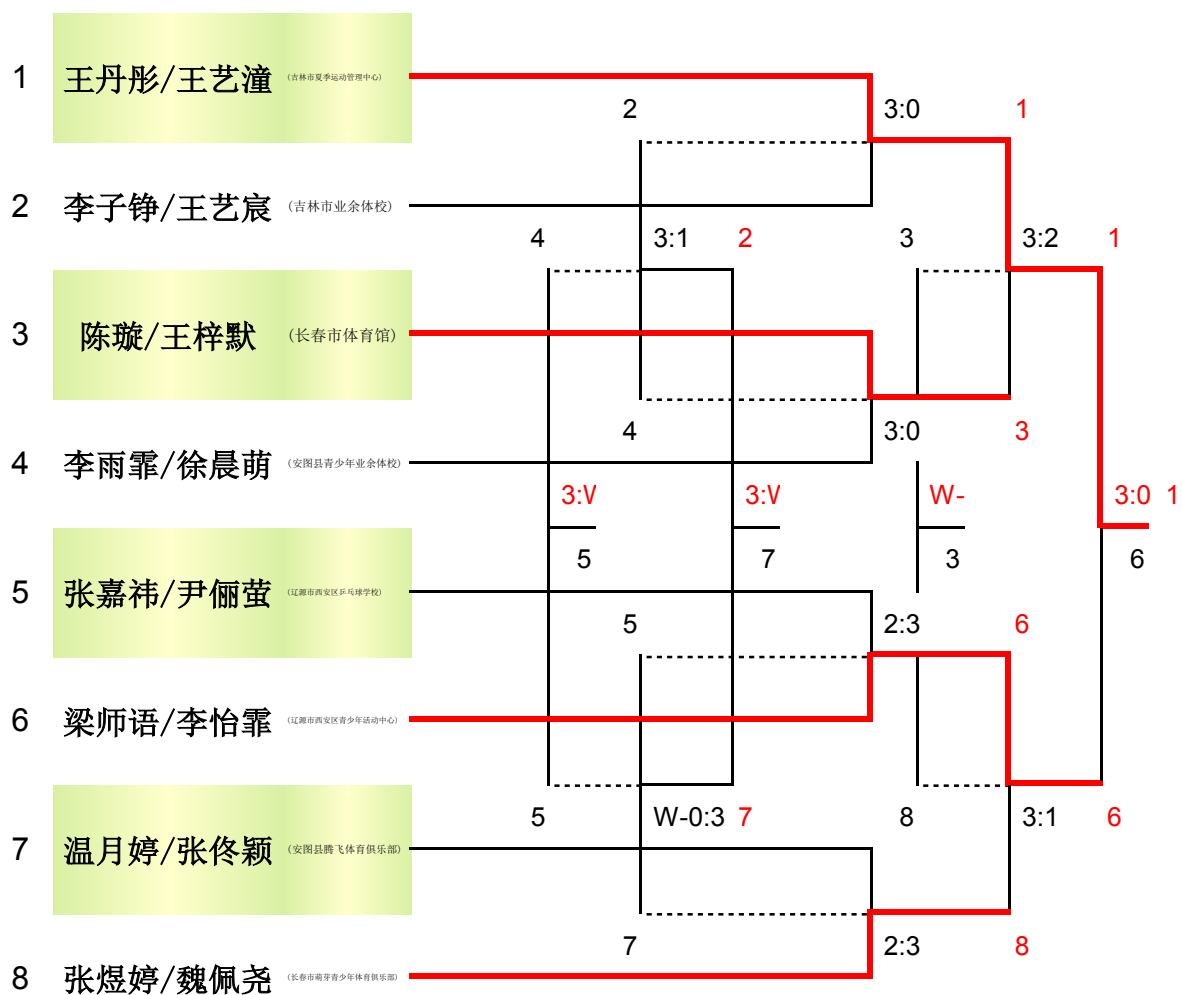 1 王丹彤/王艺潼 (吉林市夏季运动管理中心)
2 3:0 1
2 李子铮/王艺宸 (吉林市业余体校)
4 3:1 2 3 3:2 1
3 陈璇/王梓默 (长春市体育馆)
4 3:0 3
4 李雨霏/徐晨萌 (安图县青少年业余体校)
3:W 3:W W- 3:0 1
5 7 3 6
5 张嘉祎/尹俪萤 (辽源市西安区乒乓球学校)
5 2:3 6
6 梁师语/李怡霏 (辽源市西安区青少年活动中心)
5 W-0:3 7 8 3:1 6
7 温月婷/张佟颖 (安图县腾飞体育俱乐部)
7 2:3 8
8 张煜婷/魏佩尧 (长春市萌芽青少年体育俱乐部)